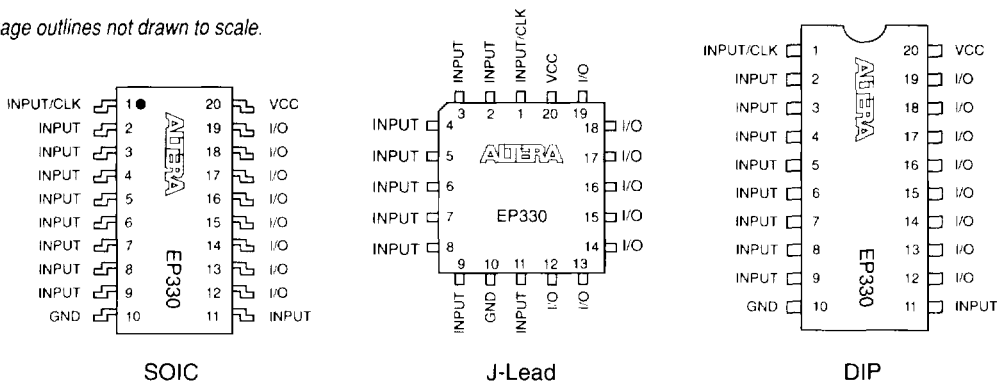 age outlines not drawn to scale.
INPUT/CLK 1 20 VCC
INPUT 2 19 I/O
INPUT 3 18 I/O
INPUT 4 17 I/O
INPUT 5 16 I/O
INPUT 6 15 I/O
INPUT 7 14 I/O
INPUT 8 13 I/O
INPUT 9 12 I/O
GND 10 11 INPUT
ALTERA
EP330
SOIC
INPUT INPUT INPUT/CLK VCC I/O
3 2 1 20 19
INPUT 4 18 I/O
INPUT 5 17 I/O
INPUT 6 16 I/O
INPUT 7 15 I/O
INPUT 8 14 I/O
ALTERA
EP330
9 10 11 12 13
INPUT GND INPUT I/O I/O
J-Lead
INPUT/CLK 1 20 VCC
INPUT 2 19 I/O
INPUT 3 18 I/O
INPUT 4 17 I/O
INPUT 5 16 I/O
INPUT 6 15 I/O
INPUT 7 14 I/O
INPUT 8 13 I/O
INPUT 9 12 I/O
GND 10 11 INPUT
ALTERA
EP330
DIP